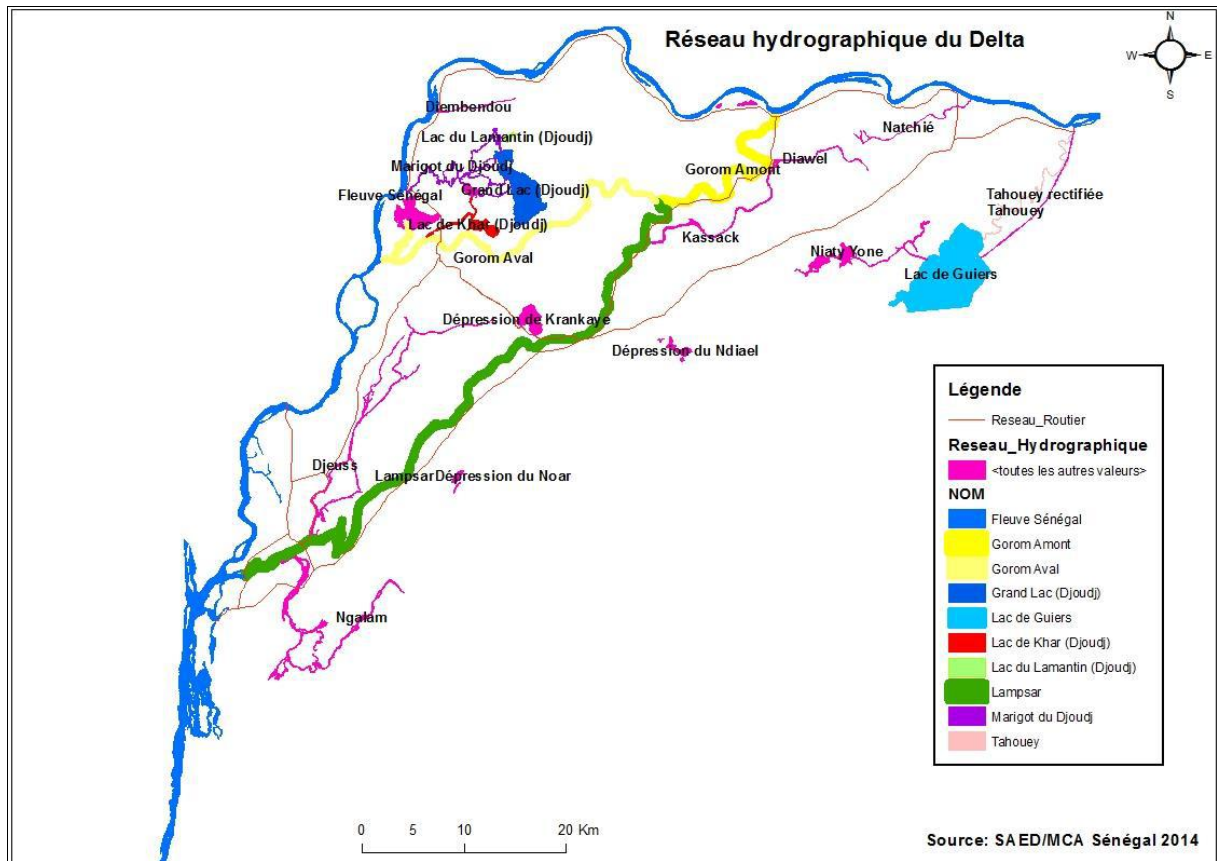 Réseau hydrographique du Delta
N
W
E
S
Diembendou
Natchié
Lac du Lamantin (Djoudj)
Marigot du Djoudj
Diawel
Gorom Amont
Fleuve Sénégal
Grand Lac (Djoudj)
Tahouey rectifiée
Tahouey
Lac de Khar (Djoudj)
Kassack
Gorom Aval
Niaty Yone
Lac de Guiers
Dépression de Krankaye
Dépression du Ndiael
Djeuss
Lampsar
Dépression du Noar
Ngalam
Légende
Reseau_Routier
Reseau_Hydrographique
<toutes les autres valeurs>
NOM
Fleuve Sénégal
Gorom Amont
Gorom Aval
Grand Lac (Djoudj)
Lac de Guiers
Lac de Khar (Djoudj)
Lac du Lamantin (Djoudj)
Lampsar
Marigot du Djoudj
Tahouey
0 5 10 20 Km
Source: SAED/MCA Sénégal 2014